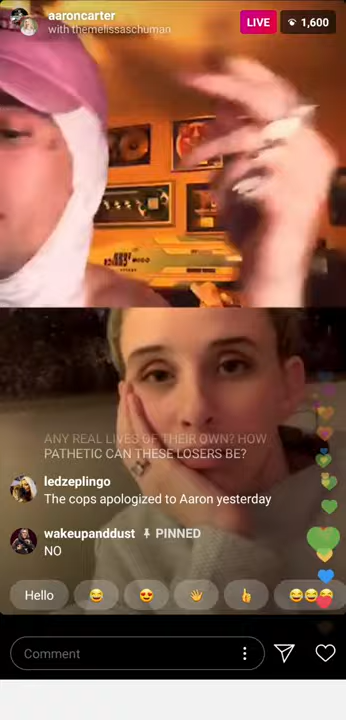 aaroncarter
with themelissaschuman
LIVE
1,600
ANY REAL LIVES OF THEIR OWN? HOW
PATHETIC CAN THESE LOSERS BE?
ledzeplingo
The cops apologized to Aaron yesterday
wakeupanddust PINNED
NO
Hello
Comment